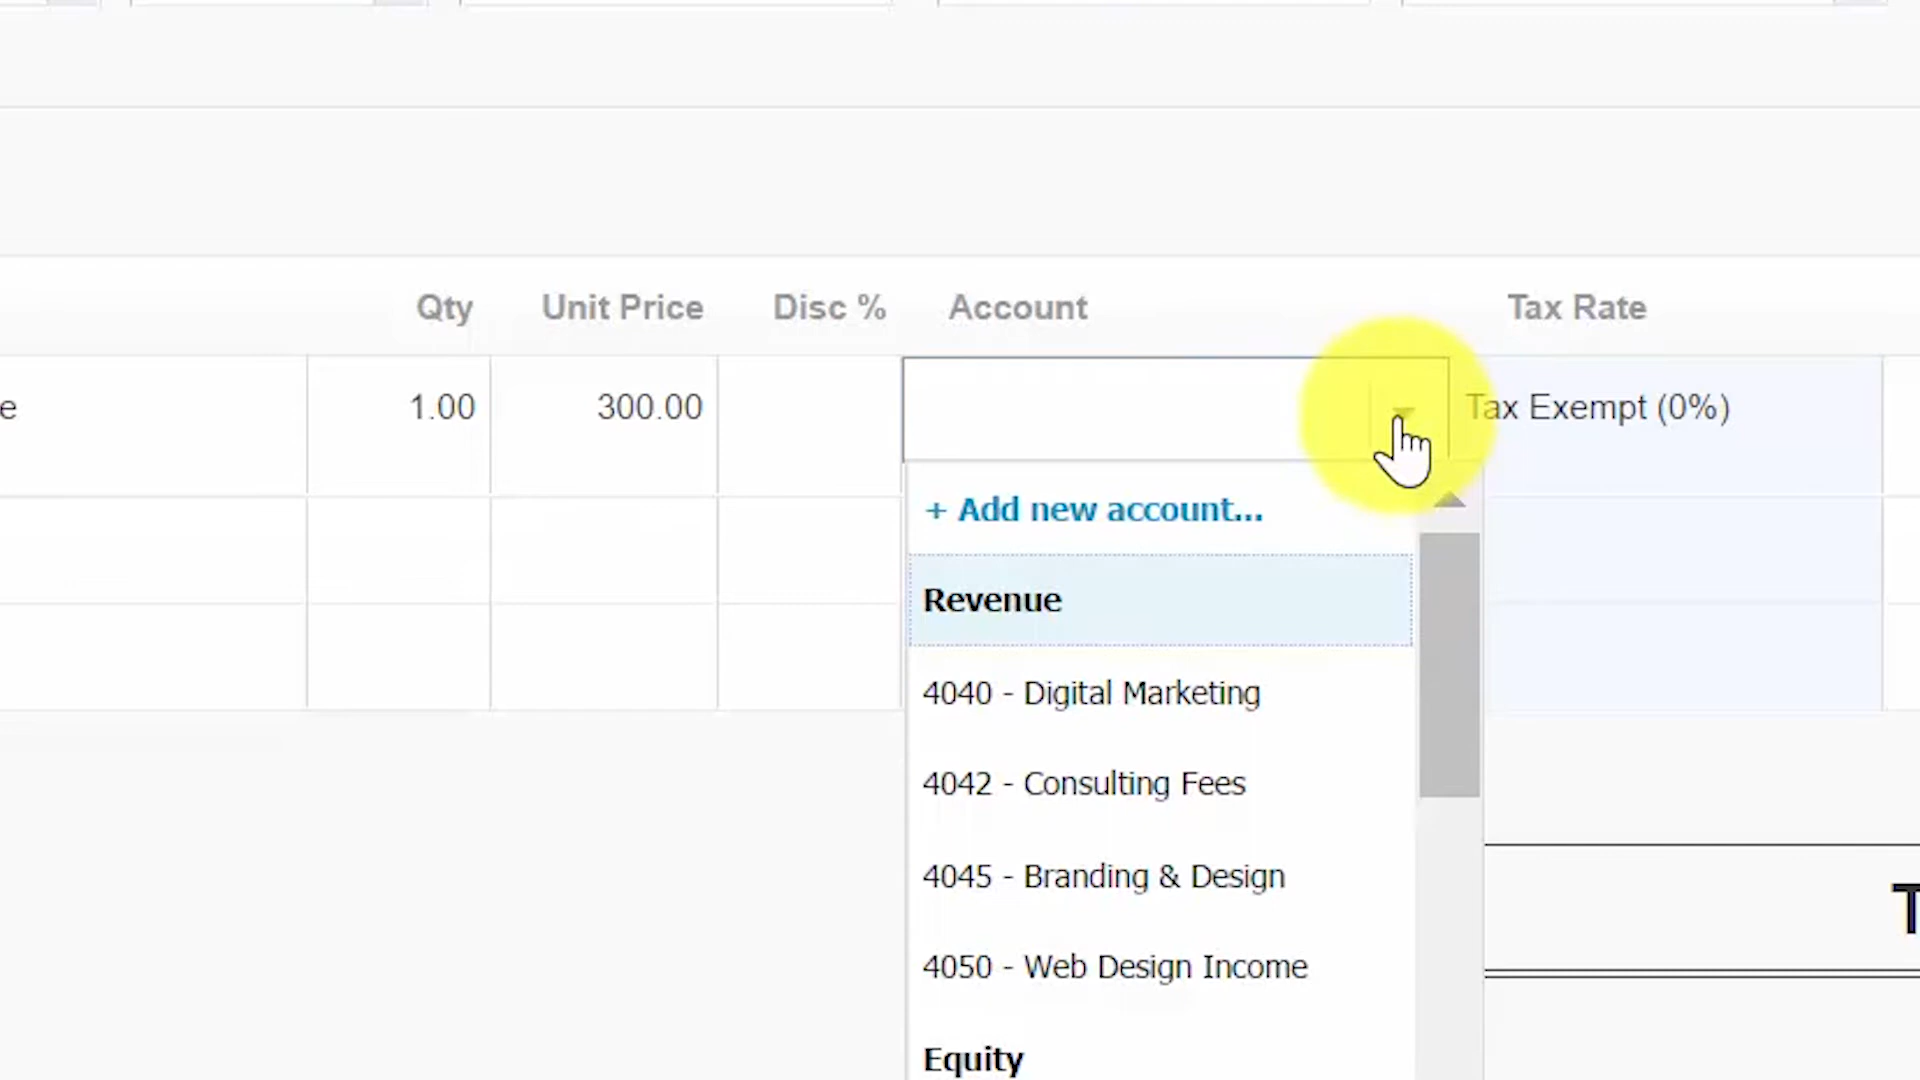 Qty Unit Price Disc % Account Tax Rate
e 1.00 300.00 Tax Exempt (0%)
+ Add new account...
Revenue
4040 - Digital Marketing
4042 - Consulting Fees
4045 - Branding & Design
T
4050 - Web Design Income
Equity